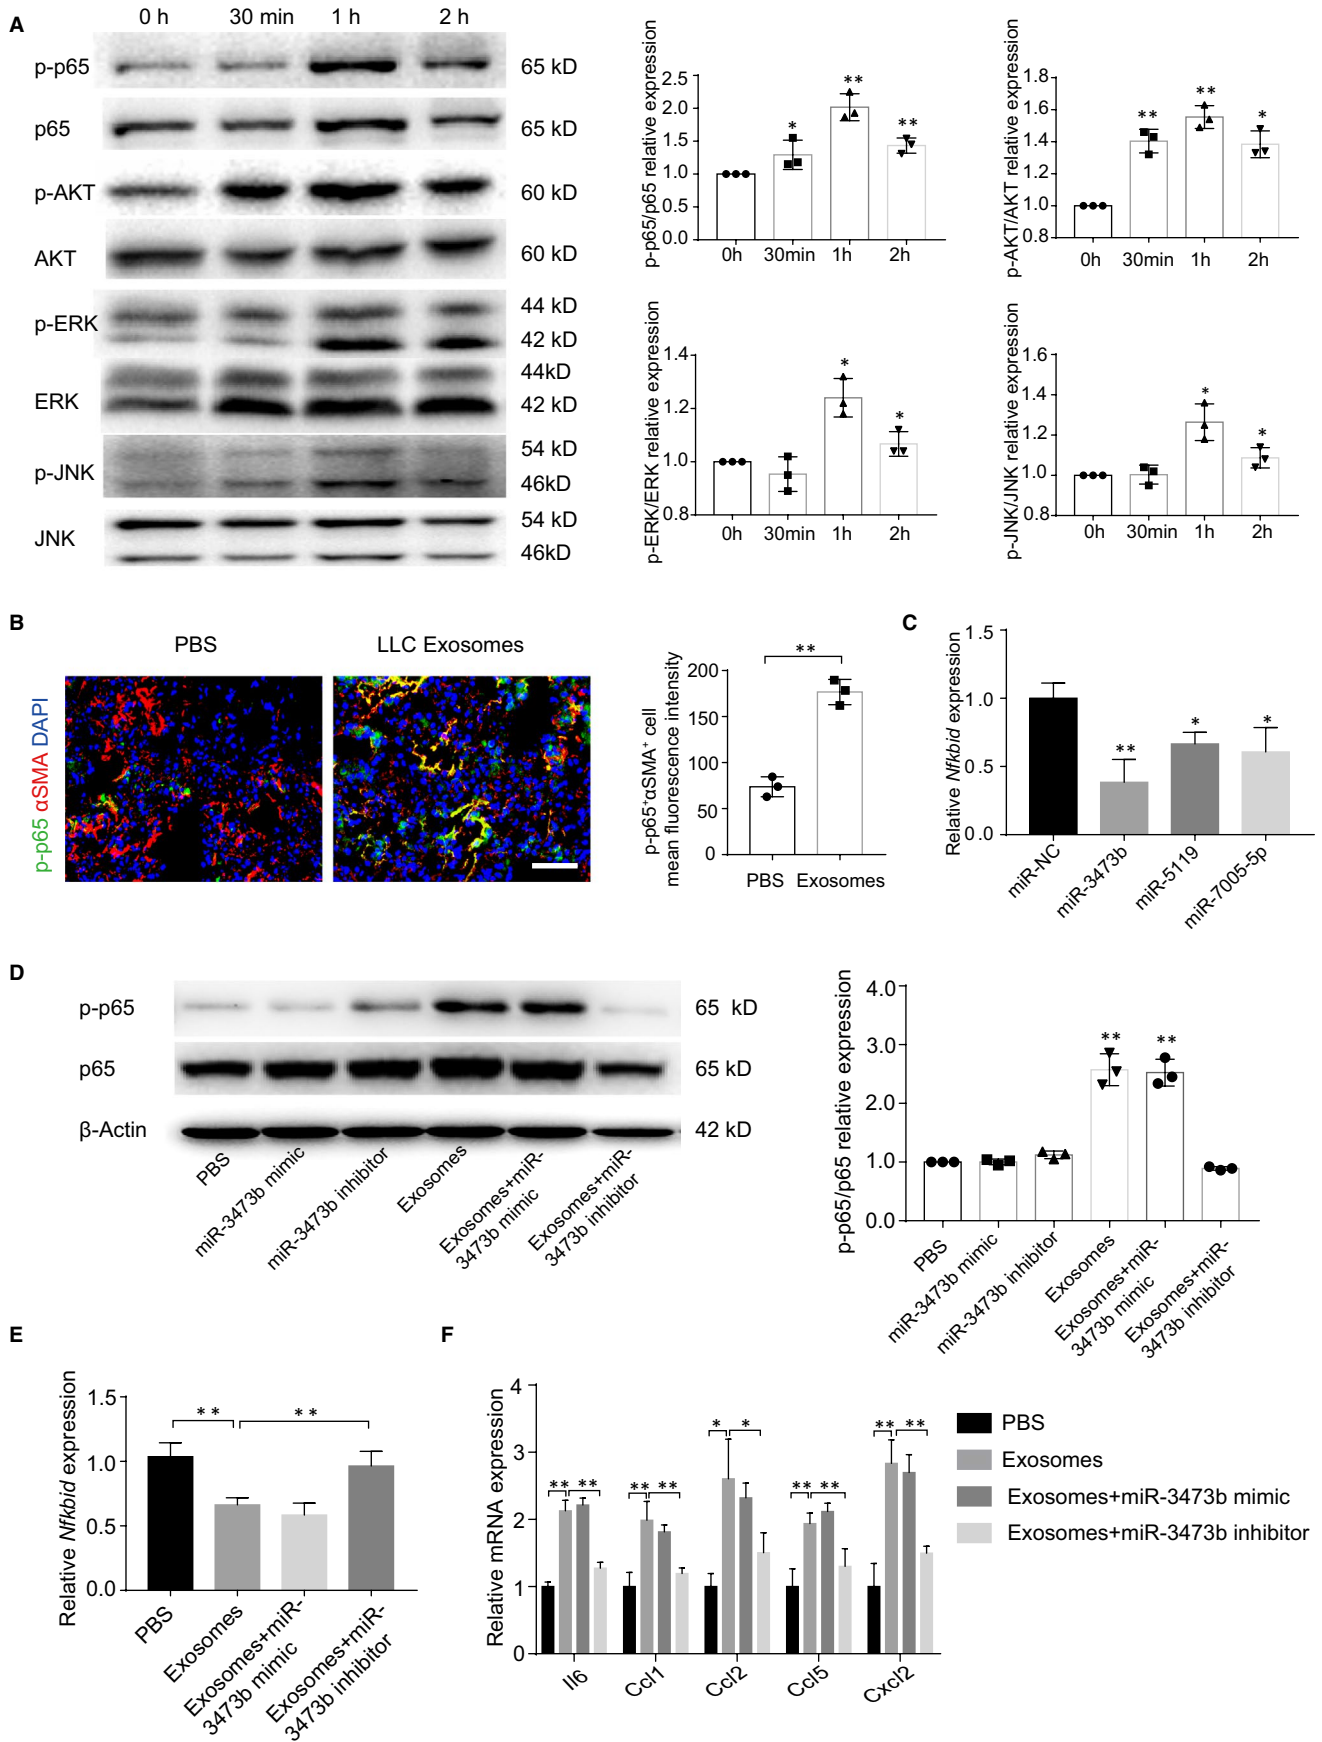 A
0 h 30 min 1 h 2 h
p-p65 65 kD
p65 65 kD
p-AKT 60 kD
AKT 60 kD
p-ERK 44 kD
42 kD
ERK 44kD
42 kD
p-JNK 54 kD
46kD
JNK 54 kD
46kD
p-p65/p65 relative expression
2.5
2.0
1.5
1.0
0.5
0.0
* ** **
0h 30min 1h 2h
p-AKT/AKT relative expression
1.8
1.6
1.4
1.2
1.0
0.8
** ** *
0h 30min 1h 2h
p-ERK/ERK relative expression
1.4
1.2
1.0
0.8
* *
0h 30min 1h 2h
p-JNK/JNK relative expression
1.6
1.4
1.2
1.0
0.8
* *
0h 30min 1h 2h
B
PBS LLC Exosomes
p-p65 αSMA DAPI
p-p65⁺αSMA⁺ cell
mean fluorescence intensity
200
150
100
50
0
**
PBS Exosomes
C
Relative Nfkbid expression
1.5
1.0
0.5
0.0
** * *
miR-NC
miR-3473b
miR-5119
miR-7005-5p
D
p-p65 65 kD
p65 65 kD
β-Actin 42 kD
PBS
miR-3473b mimic
miR-3473b inhibitor
Exosomes
Exosomes+miR-
3473b mimic
Exosomes+miR-
3473b inhibitor
p-p65/p65 relative expression
4.0
3.0
2.0
1.0
0.0
** **
PBS
miR-3473b mimic
miR-3473b inhibitor
Exosomes
Exosomes+miR-
3473b mimic
Exosomes+miR-
3473b inhibitor
E
Relative Nfkbid expression
1.5
1.0
0.5
0.0
** **
PBS
Exosomes
Exosomes+miR-
3473b mimic
Exosomes+miR-
3473b inhibitor
F
Relative mRNA expression
4
3
2
1
0
** ** ** ** * * ** ** ** **
Il6
Ccl1
Ccl2
Ccl5
Cxcl2
PBS
Exosomes
Exosomes+miR-3473b mimic
Exosomes+miR-3473b inhibitor